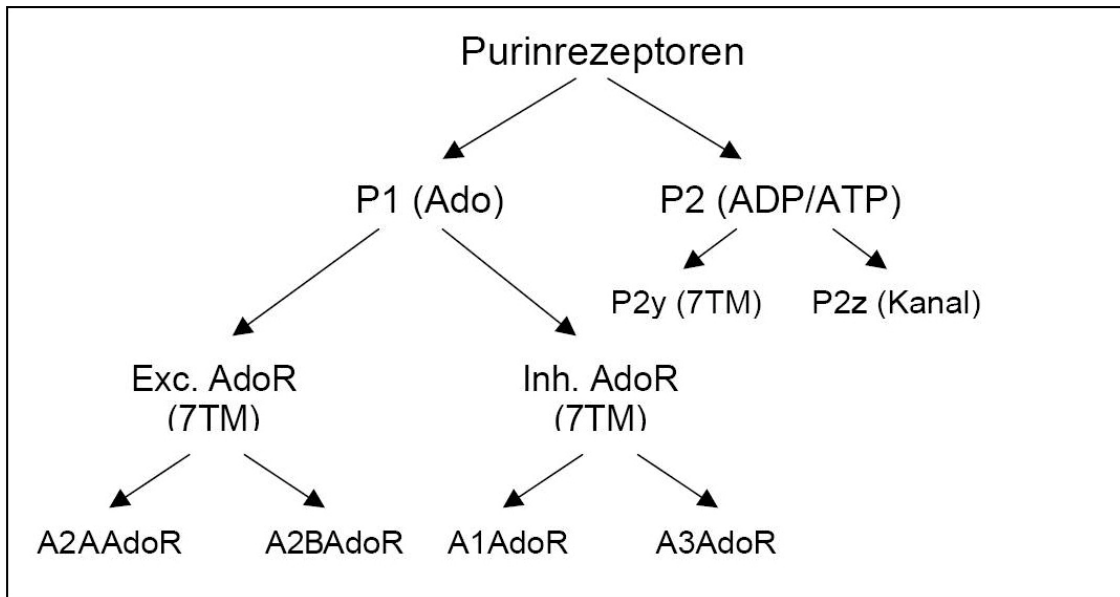 Purinrezeptoren
P1 (Ado)
P2 (ADP/ATP)
P2y (7TM)
P2z (Kanal)
Exc. AdoR
(7TM)
Inh. AdoR
(7TM)
A2AAdoR
A2BAdoR
A1AdoR
A3AdoR